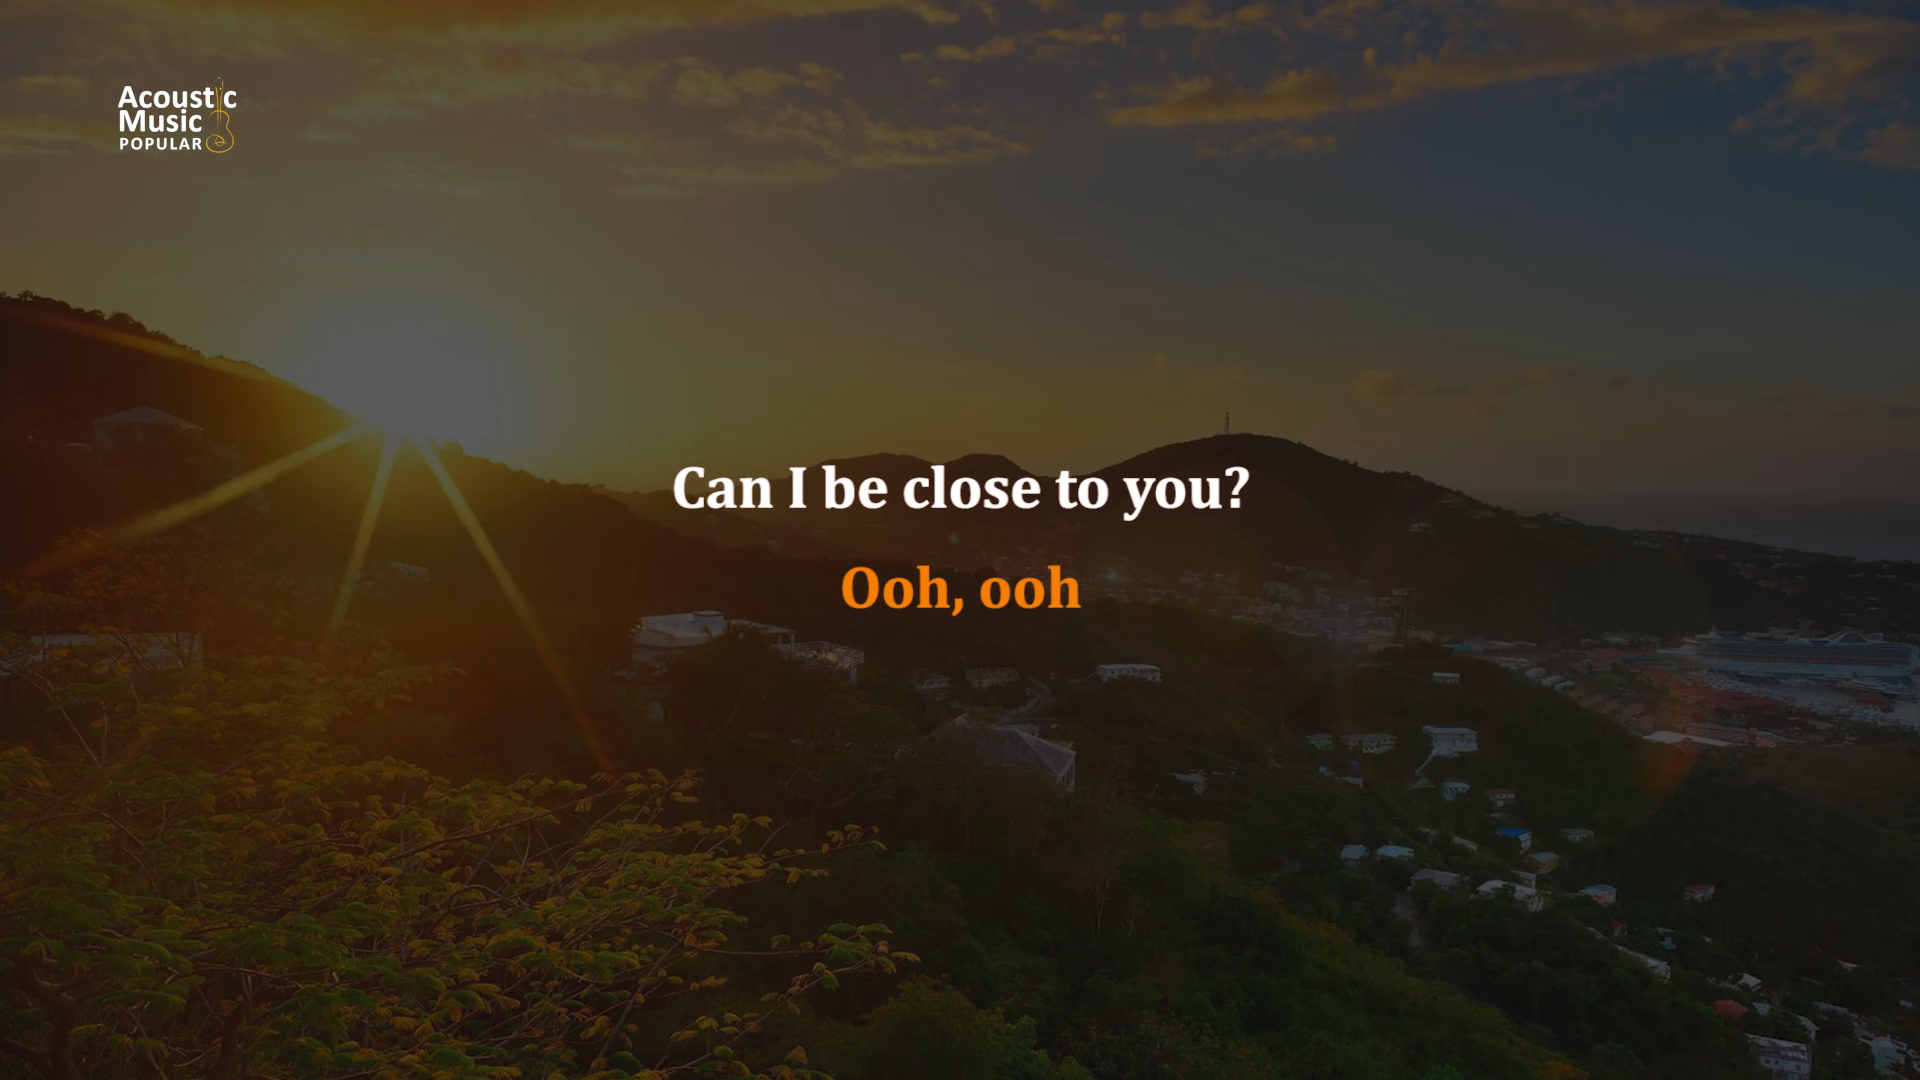 Acoustic
Music
POPULAR
Can I be close to you?
Ooh, ooh